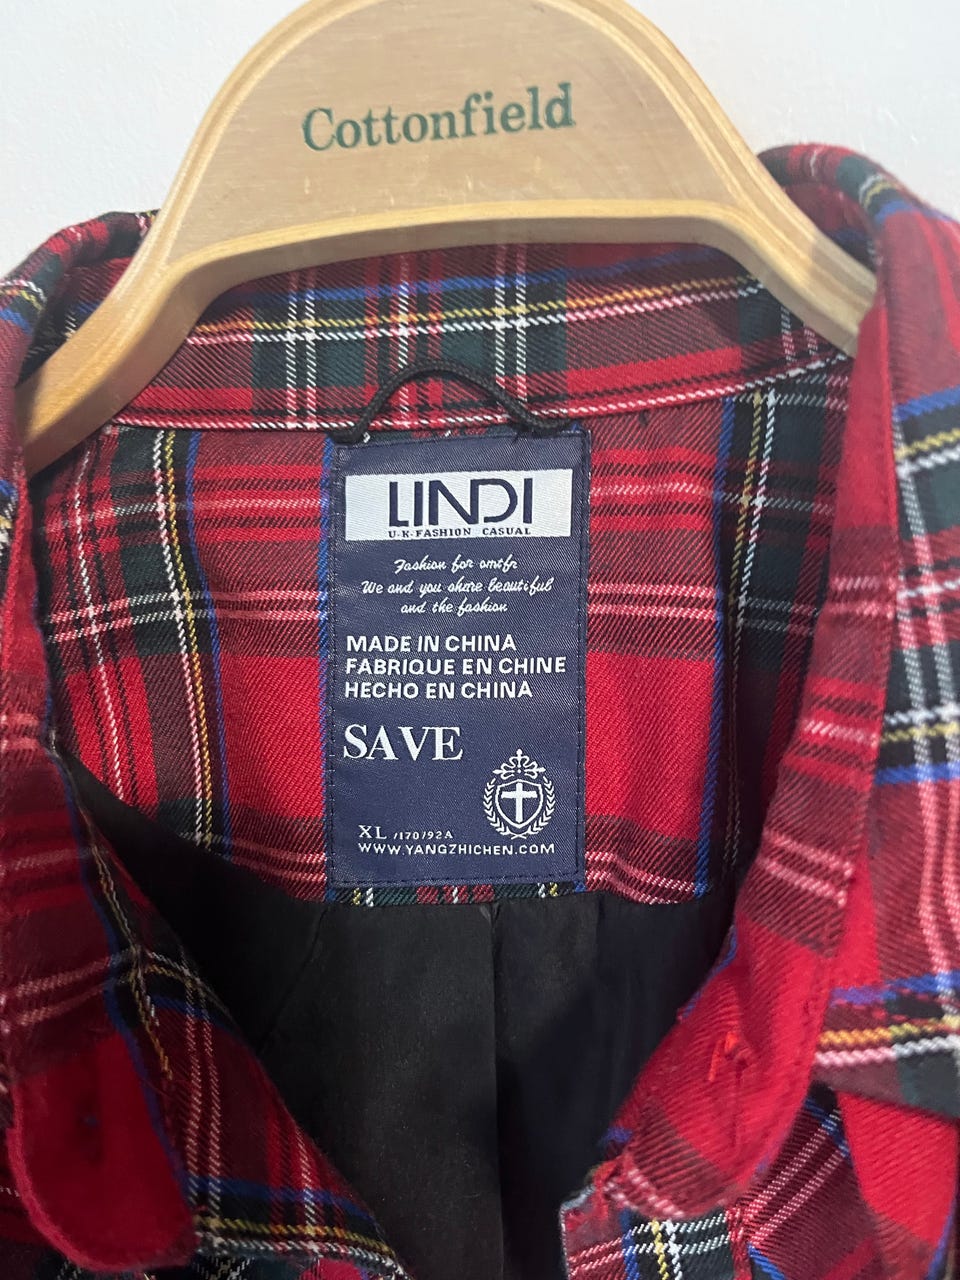 Cottonfield
LINDI
U·K·FASHION CASUAL
Fashion for omtfr
We and you share beautiful
and the fashion
MADE IN CHINA
FABRIQUE EN CHINE
HECHO EN CHINA
SAVE
XL /170/92A
WWW.YANGZHICHEN.COM